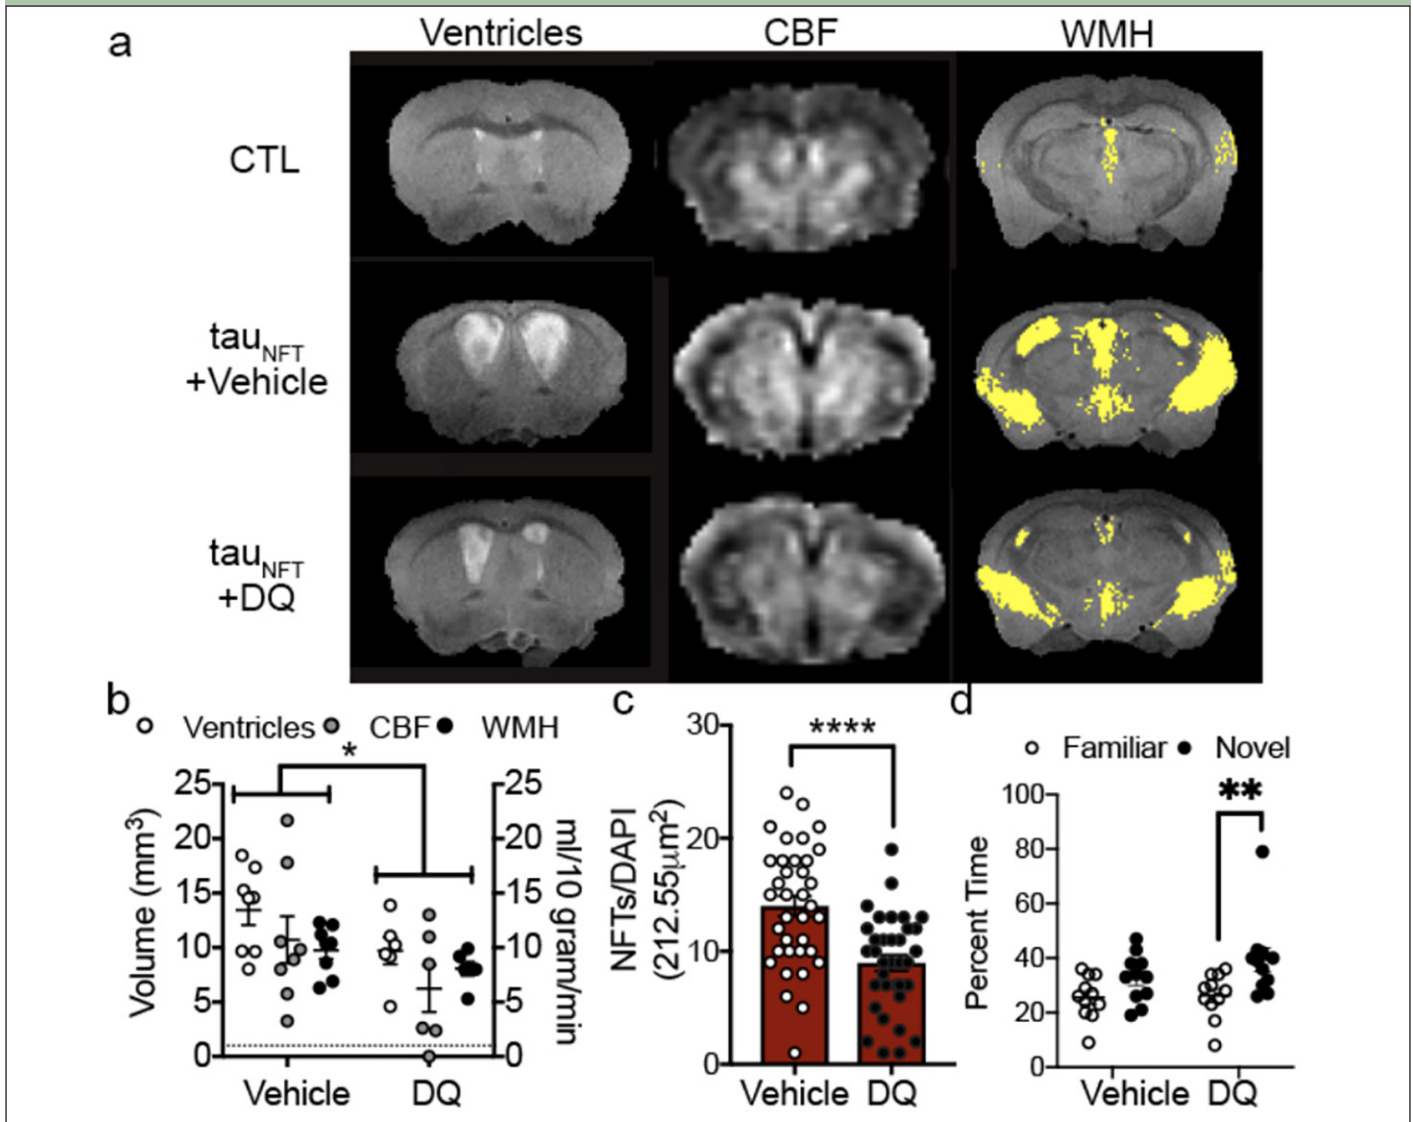 a
Ventricles CBF WMH
CTL
tauNFT
+Vehicle
tauNFT
+DQ
b
Ventricles CBF WMH
*
25
20
15
10
5
0
Volume (mm³)
25
20
15
10
5
0
ml/10 gram/min
Vehicle DQ
c
****
30
20
10
0
NFTs/DAPI
(212.55µm²)
Vehicle DQ
d
Familiar Novel
**
100
80
60
40
20
0
Percent Time
Vehicle DQ